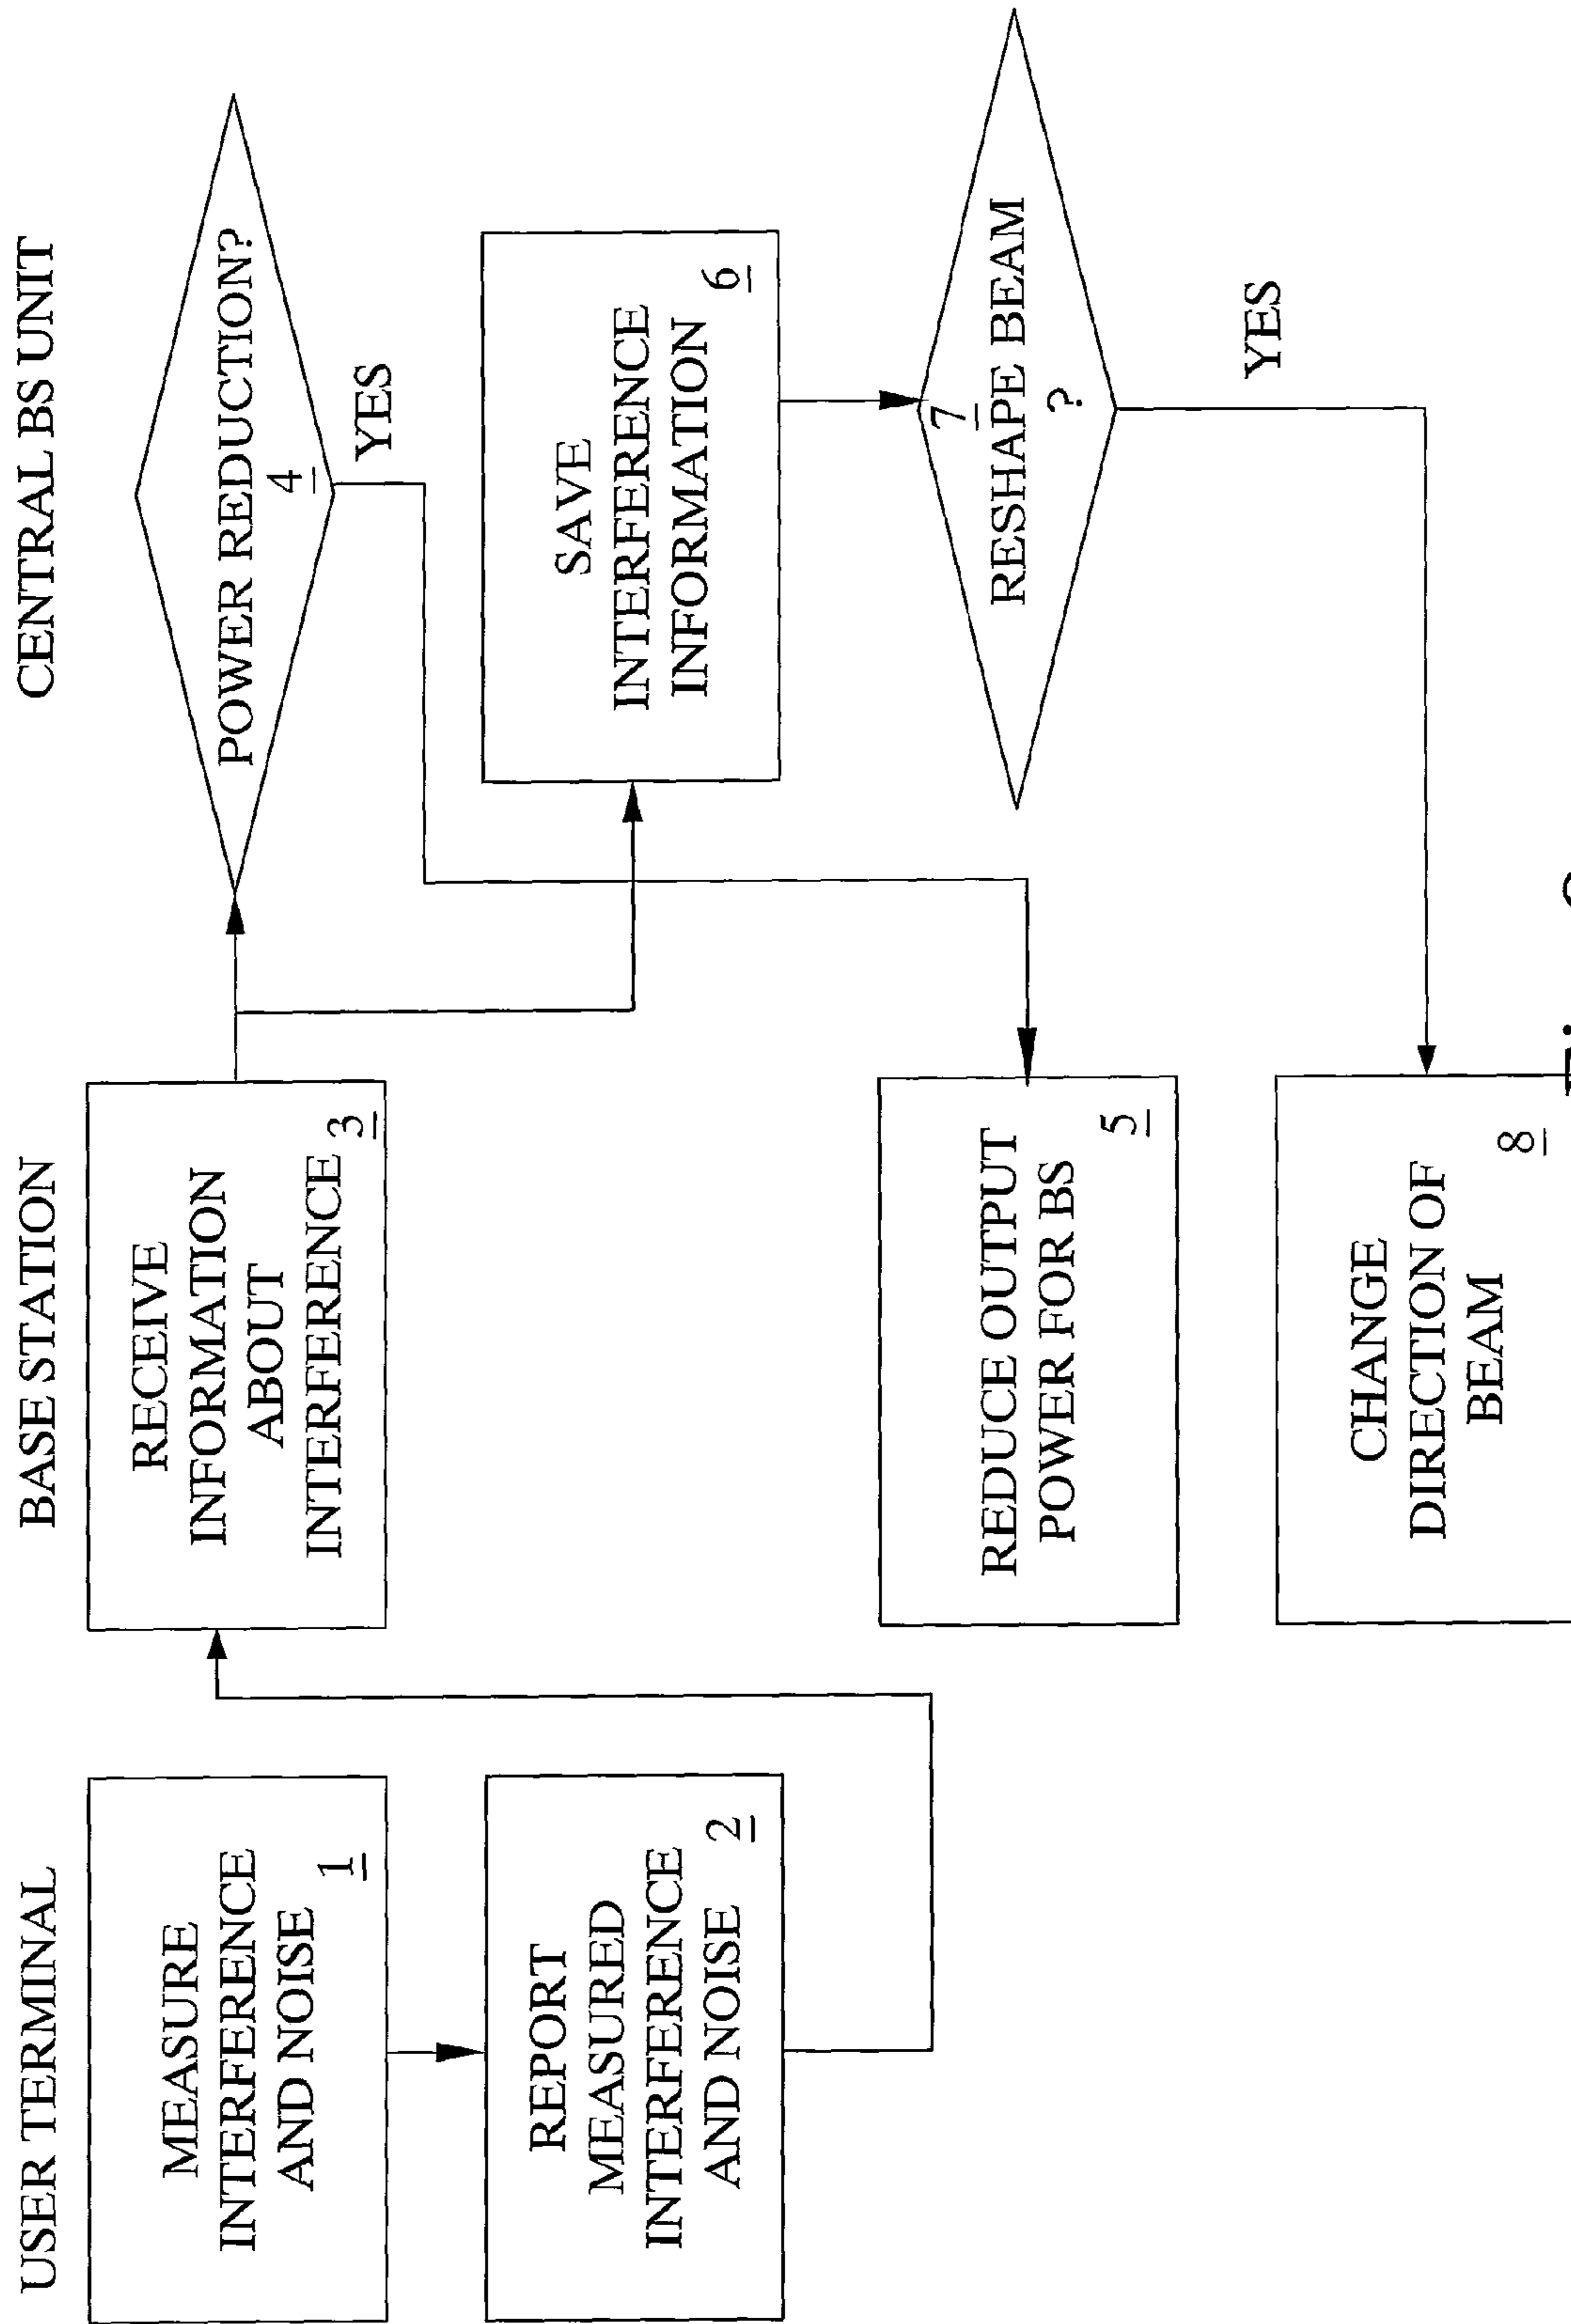 USER TERMINAL
BASE STATION
CENTRAL BS UNIT
MEASURE
INTERFERENCE
AND NOISE
1
REPORT
MEASURED
INTERFERENCE
AND NOISE
2
RECEIVE
INFORMATION
ABOUT
INTERFERENCE
3
POWER REDUCTION?
4
YES
REDUCE OUTPUT
POWER FOR BS
5
SAVE
INTERFERENCE
INFORMATION
6
7
RESHAPE BEAM
?
YES
CHANGE
DIRECTION OF
BEAM
8